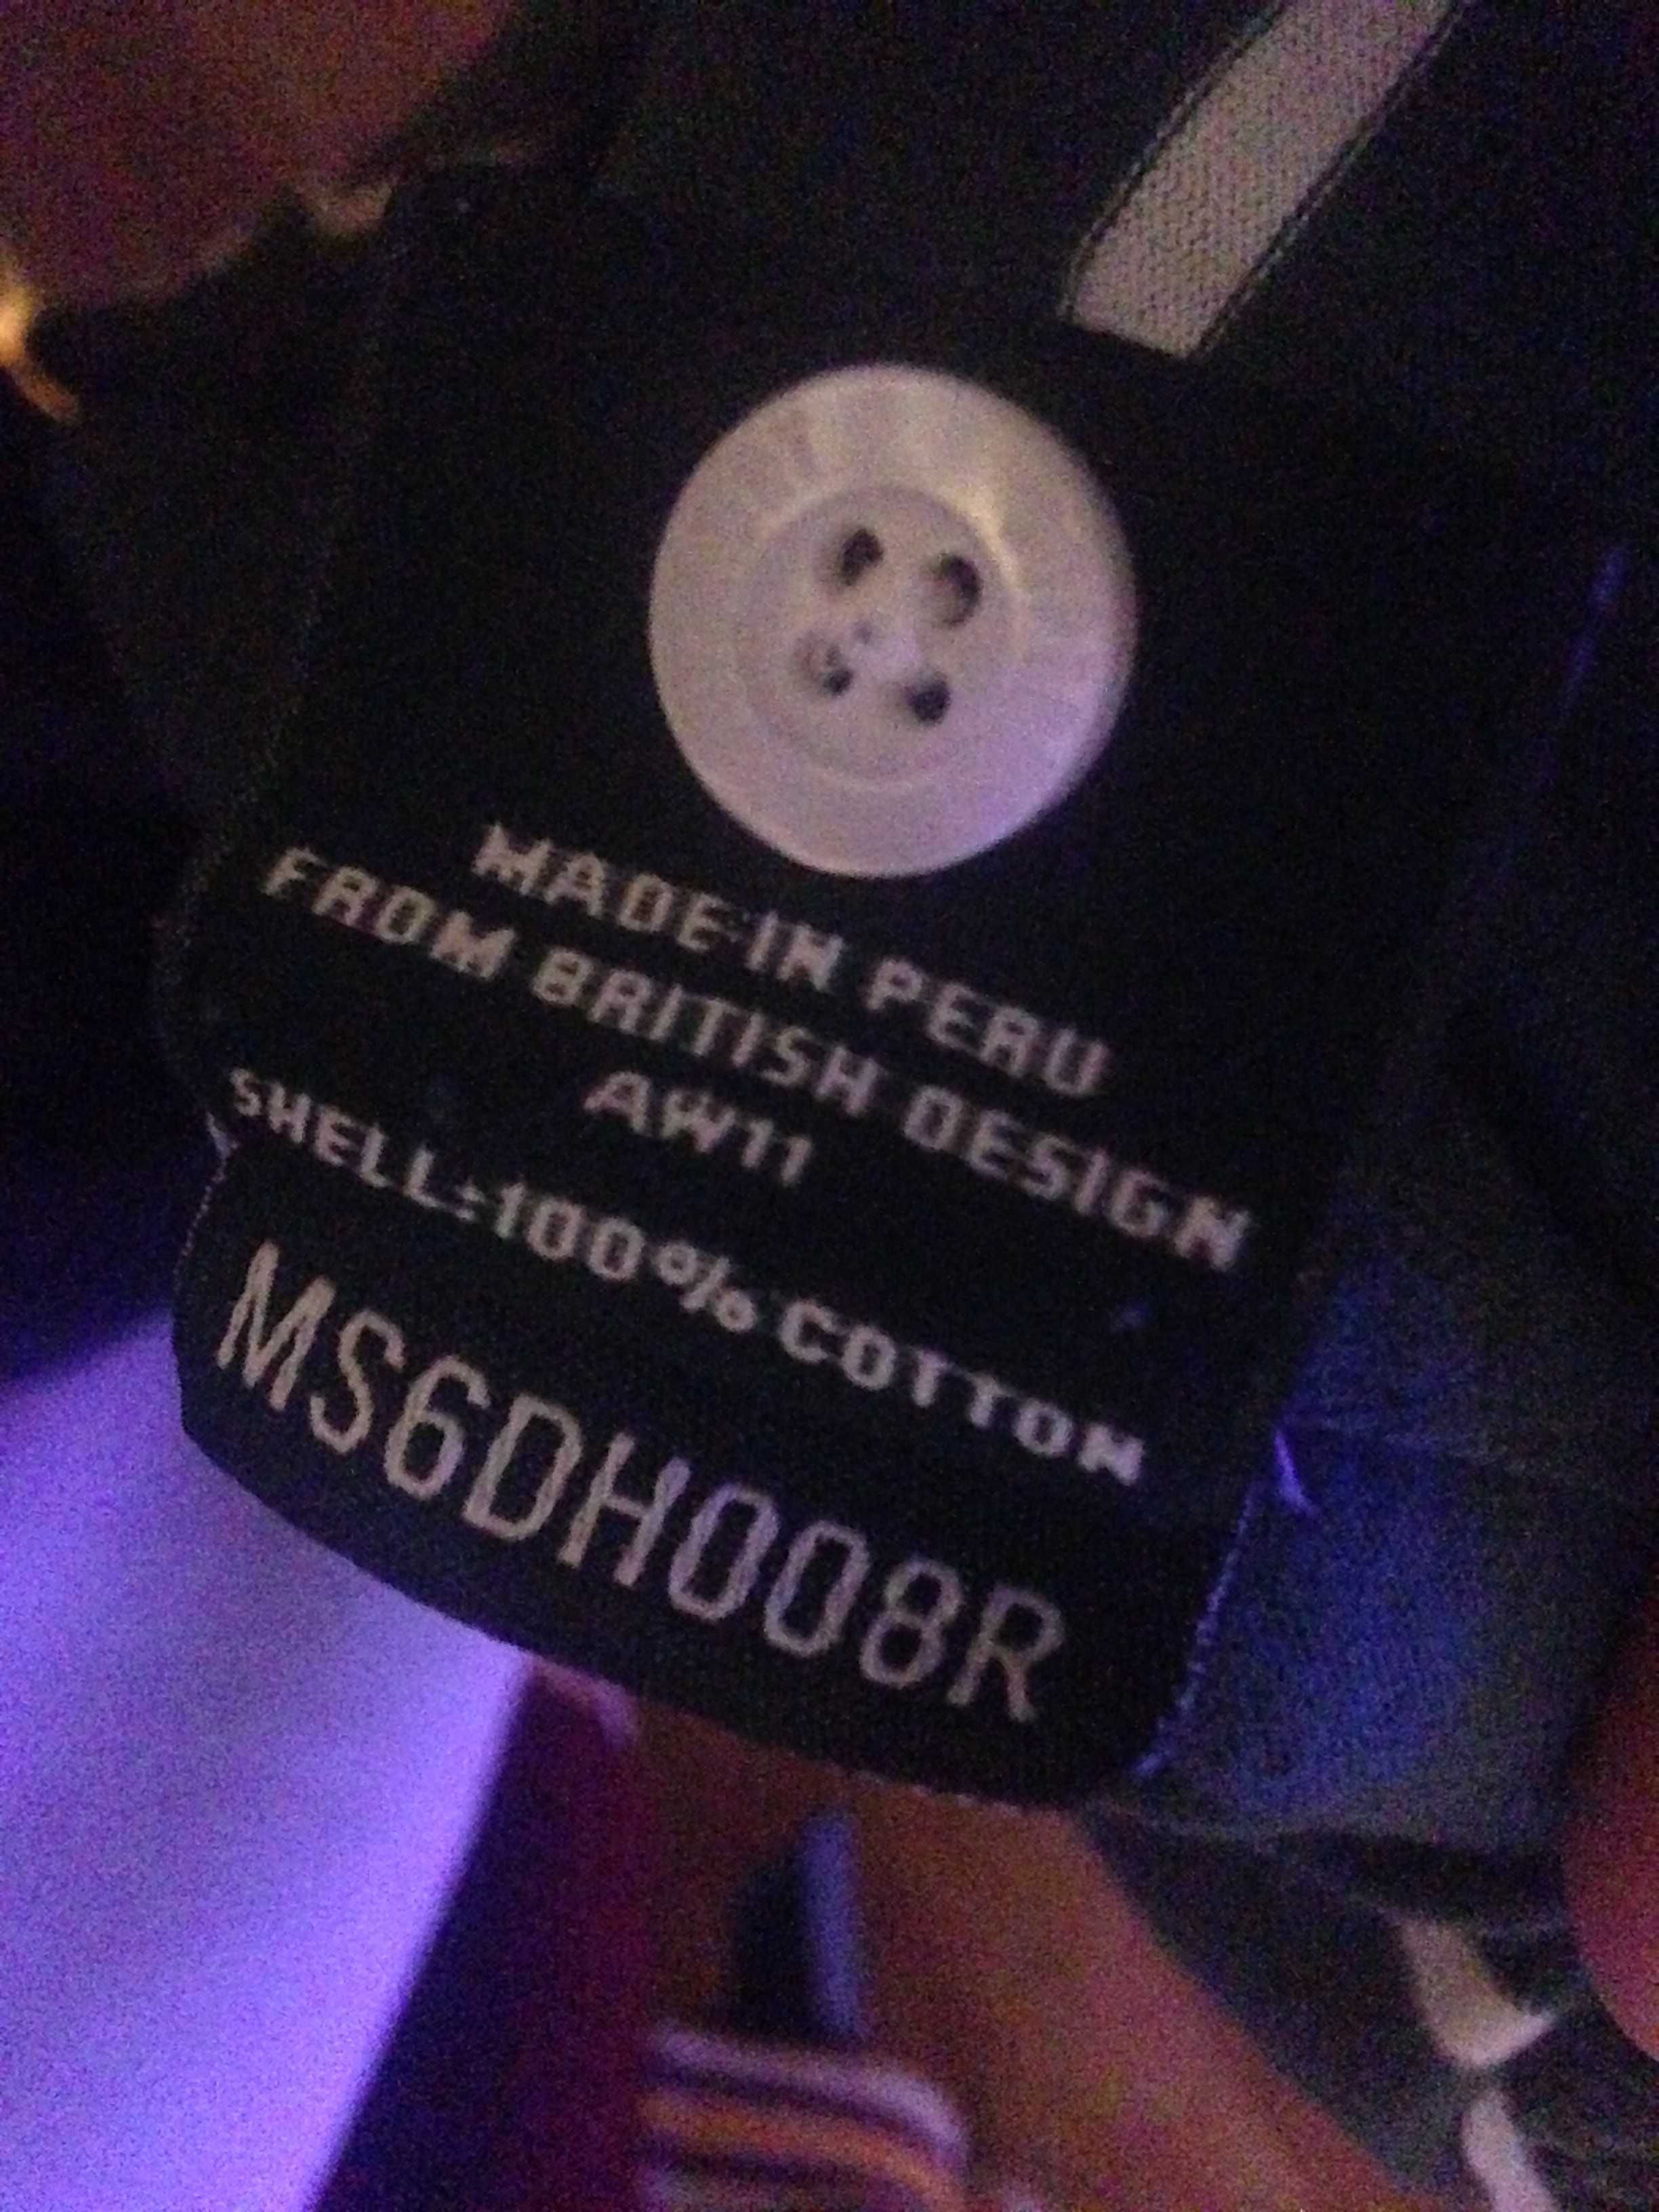 MADE IN PERU
FROM BRITISH DESIGN
AW11
SHELL:100% COTTON
MS6DH008R